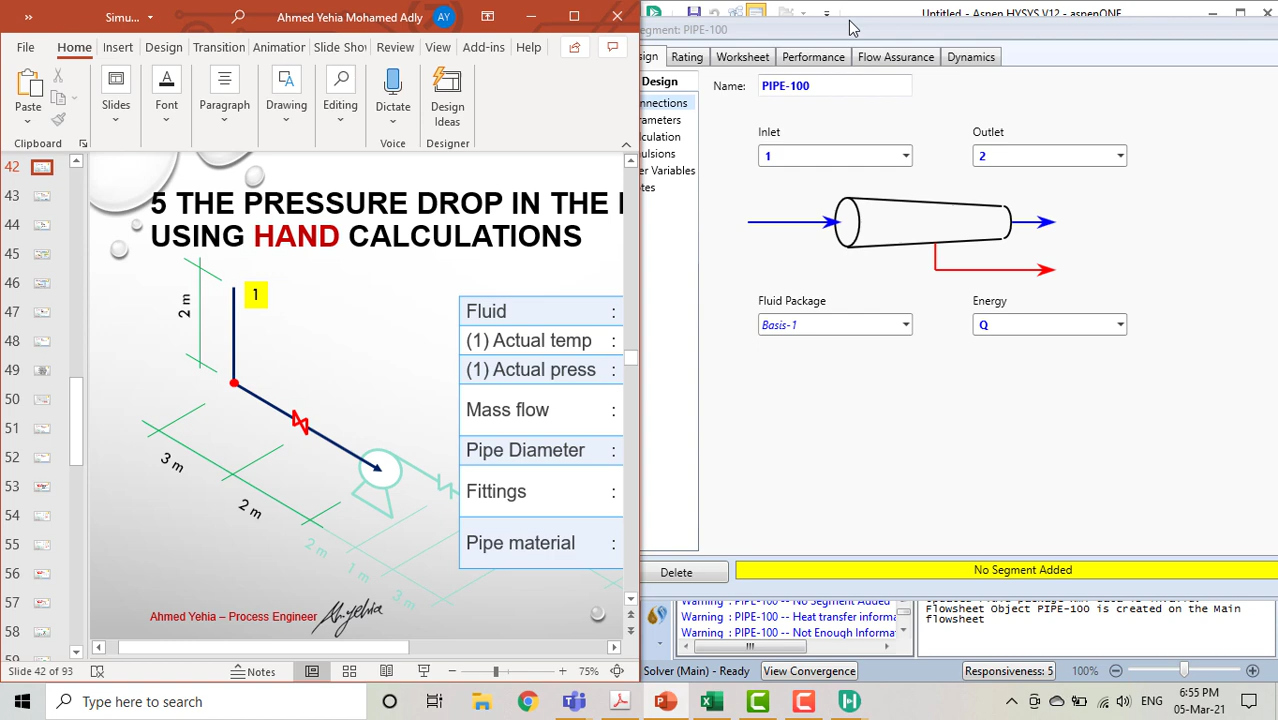 Simu...
Ahmed Yehia Mohamed Adly
AY
File
Home
Insert
Design
Transition
Animation
Slide Show
Review
View
Add-ins
Help
Paste
Slides
Font
Paragraph
Drawing
Editing
Dictate
Design
Ideas
Clipboard
Voice
Designer
42
43
44
45
46
47
48
49
50
51
52
53
54
55
56
57
58
5 THE PRESSURE DROP IN THE
USING HAND CALCULATIONS
1
2 m
3 m
2 m
2 m
1 m
3 m
Fluid :
(1) Actual temp :
(1) Actual press :
Mass flow :
Pipe Diameter :
Fittings :
Pipe material :
Ahmed Yehia – Process Engineer
Notes
Slide 42 of 93
75%
Untitled - Aspen HYSYS V12 - aspenONE
egment: PIPE-100
sign
Rating
Worksheet
Performance
Flow Assurance
Dynamics
Design
nnections
rameters
lculation
ulsions
er Variables
tes
Name:
PIPE-100
Inlet
1
Outlet
2
Fluid Package
Basis-1
Energy
Q
Delete
No Segment Added
Warning : PIPE-100 -- No Segment Added
Warning : PIPE-100 -- Heat transfer informa
Warning : PIPE-100 -- Not Enough Informa
Flowsheet Object PIPE-100 is created on the Main
flowsheet
Solver (Main) - Ready
View Convergence
Responsiveness: 5
100%
Type here to search
ENG
6:55 PM
05-Mar-21